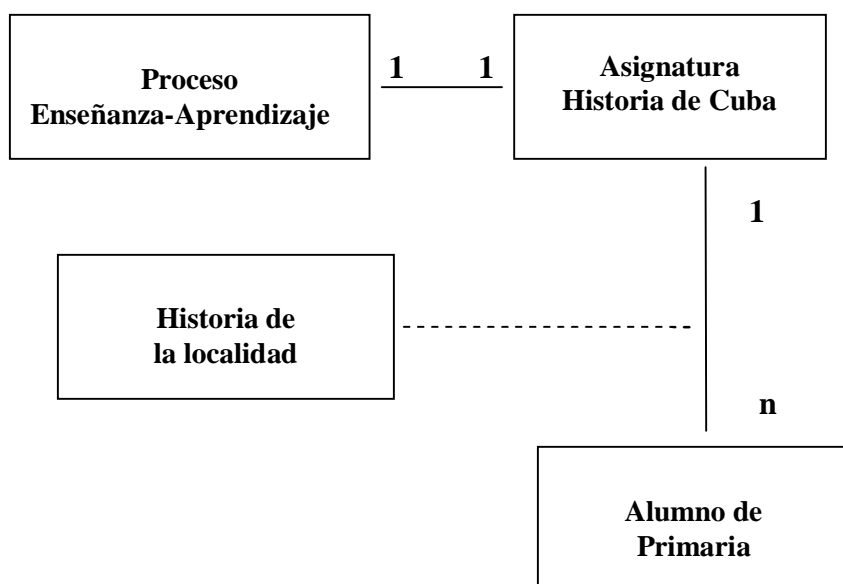 Proceso
Enseñanza-Aprendizaje
1 1
Asignatura
Historia de Cuba
1
Historia de
la localidad
n
Alumno de
Primaria